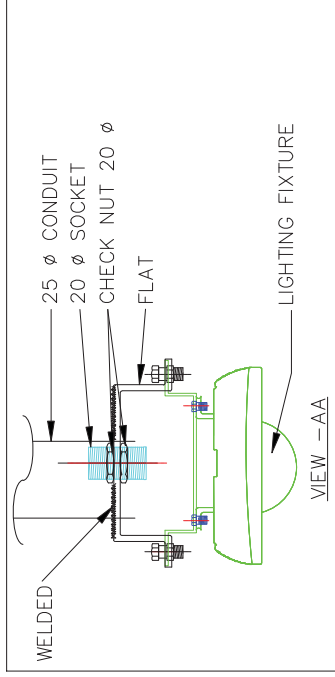 25 ø CONDUIT
20 ø SOCKET
CHECK NUT 20 ø
FLAT
WELDED
LIGHTING FIXTURE
VIEW -AA